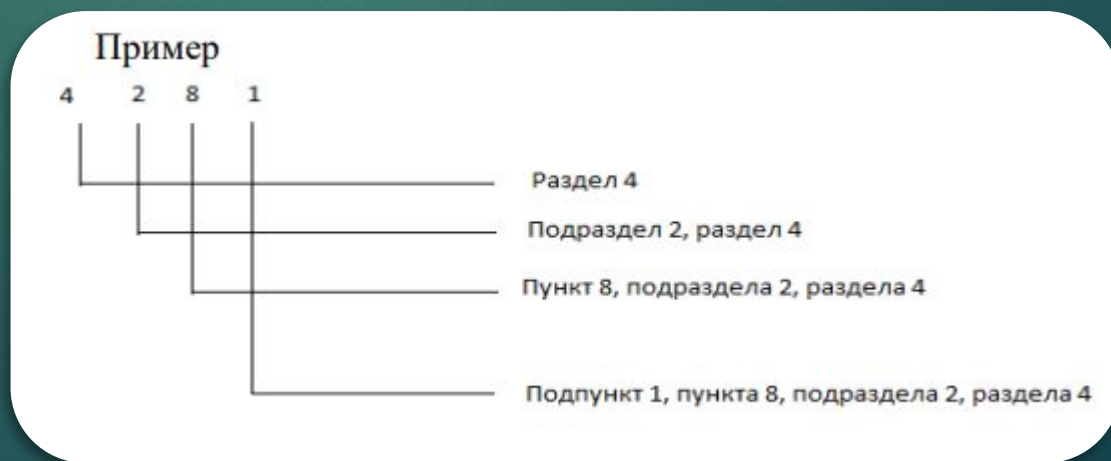 Пример
4 2 8 1
Раздел 4
Подраздел 2, раздел 4
Пункт 8, подраздела 2, раздела 4
Подпункт 1, пункта 8, подраздела 2, раздела 4